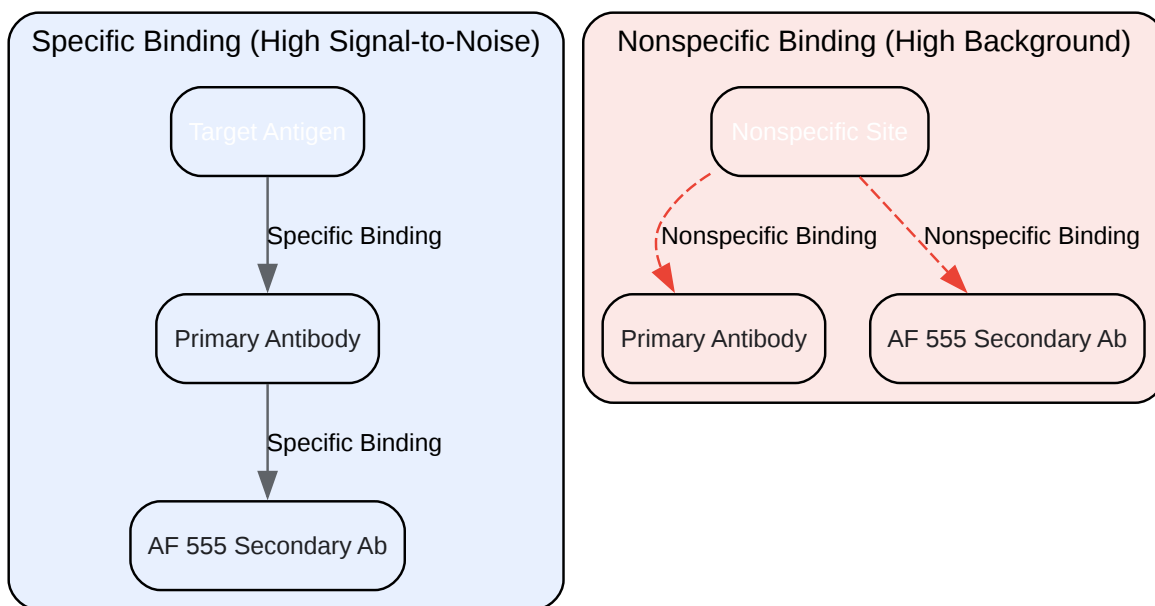 Specific Binding (High Signal-to-Noise)
Target Antigen
Specific Binding
Primary Antibody
Specific Binding
AF 555 Secondary Ab
Nonspecific Binding (High Background)
Nonspecific Site
Nonspecific Binding
Nonspecific Binding
Primary Antibody
AF 555 Secondary Ab